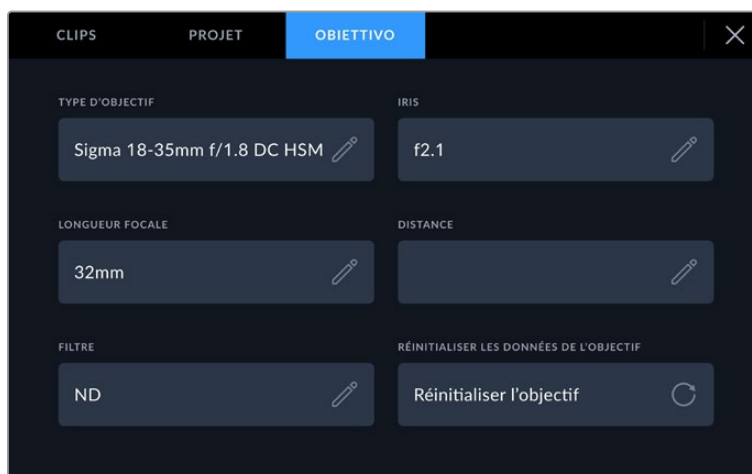 CLIPS PROJET OBIETTIVO
TYPE D'OBJECTIF IRIS
Sigma 18-35mm f/1.8 DC HSM f2.1
LONGUEUR FOCALE DISTANCE
32mm
FILTRE RÉINITIALISER LES DONNÉES DE L'OBJECTIF
ND Réinitialiser l'objectif